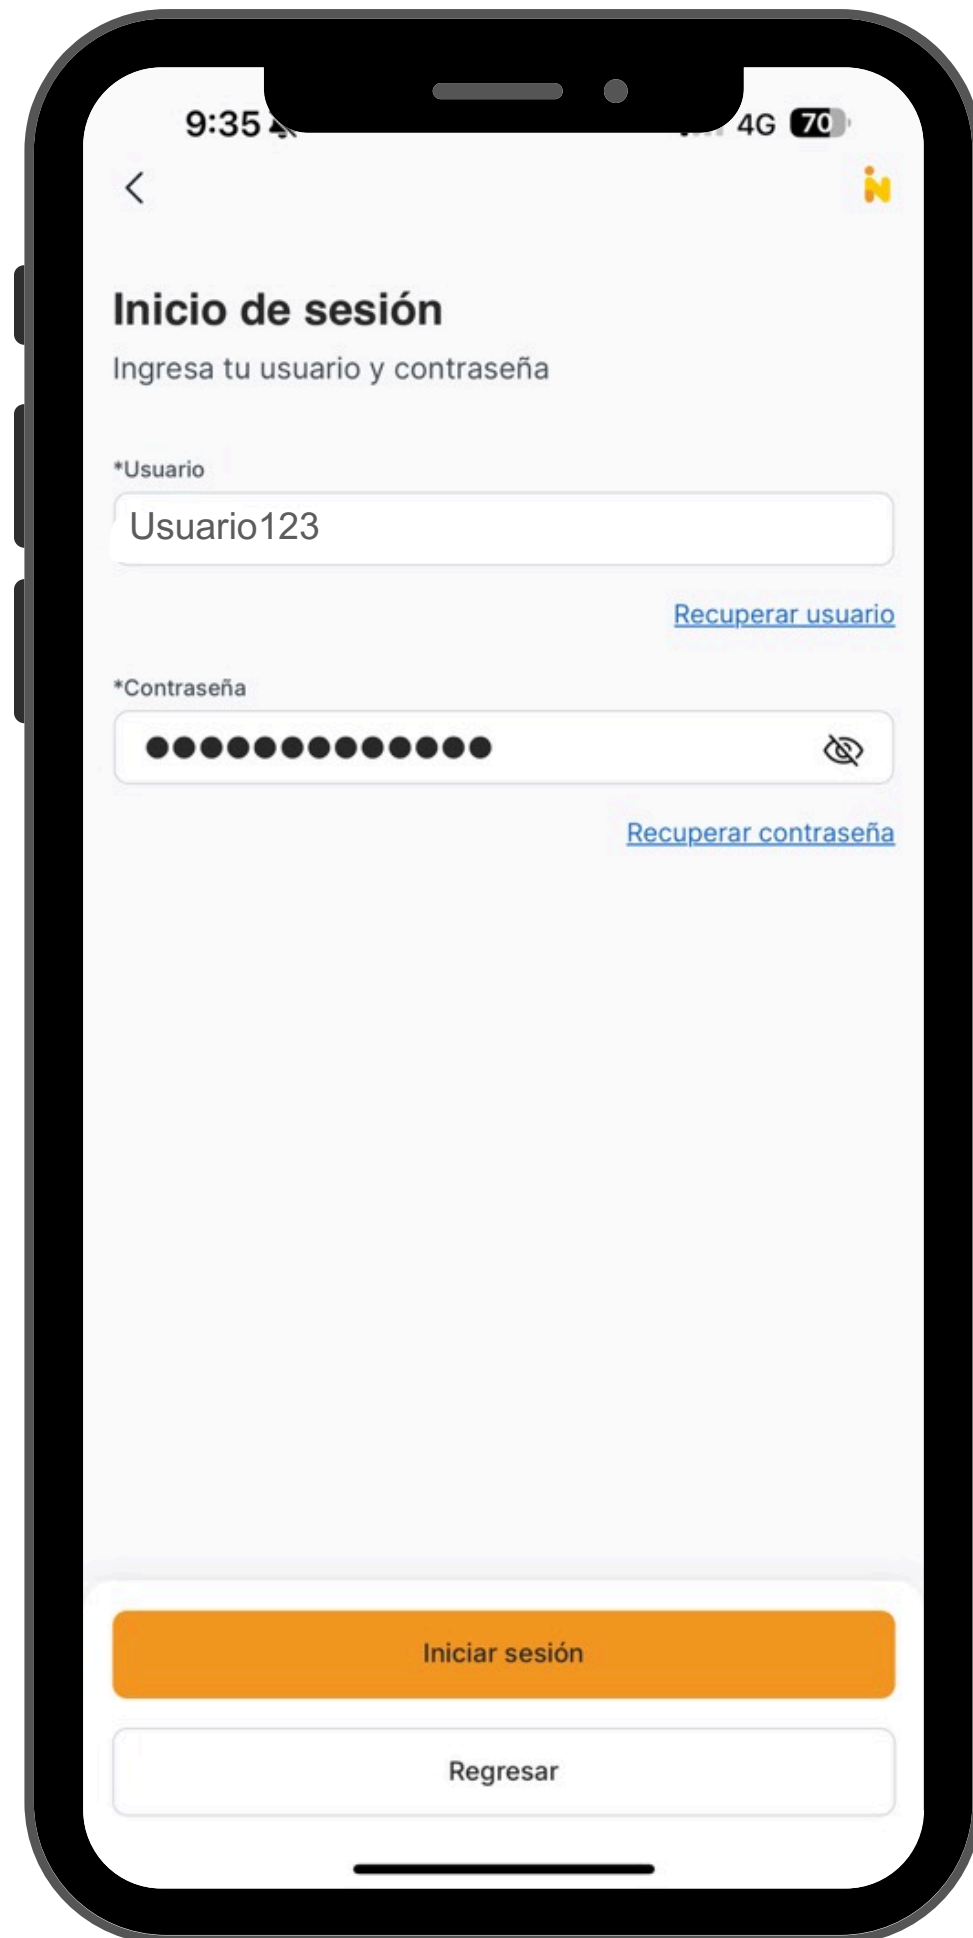 9:35 4G 70
Inicio de sesión
Ingresa tu usuario y contraseña
*Usuario
Usuario123
Recuperar usuario
*Contraseña
●●●●●●●●●●●●●
Recuperar contraseña
Iniciar sesión
Regresar